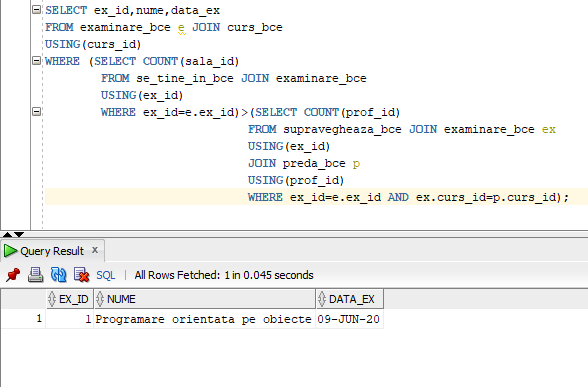 SELECT ex_id,nume,data_ex
FROM examinare_bce e JOIN curs_bce
USING(curs_id)
WHERE (SELECT COUNT(sala_id)
FROM se_tine_in_bce JOIN examinare_bce
USING(ex_id)
WHERE ex_id=e.ex_id)>(SELECT COUNT(prof_id)
FROM supravegheaza_bce JOIN examinare_bce ex
USING(ex_id)
JOIN preda_bce p
USING(prof_id)
WHERE ex_id=e.ex_id AND ex.curs_id=p.curs_id);
Query Result x
SQL | All Rows Fetched: 1 in 0.045 seconds
EX_ID NUME DATA_EX
1 1 Programare orientata pe obiecte 09-JUN-20